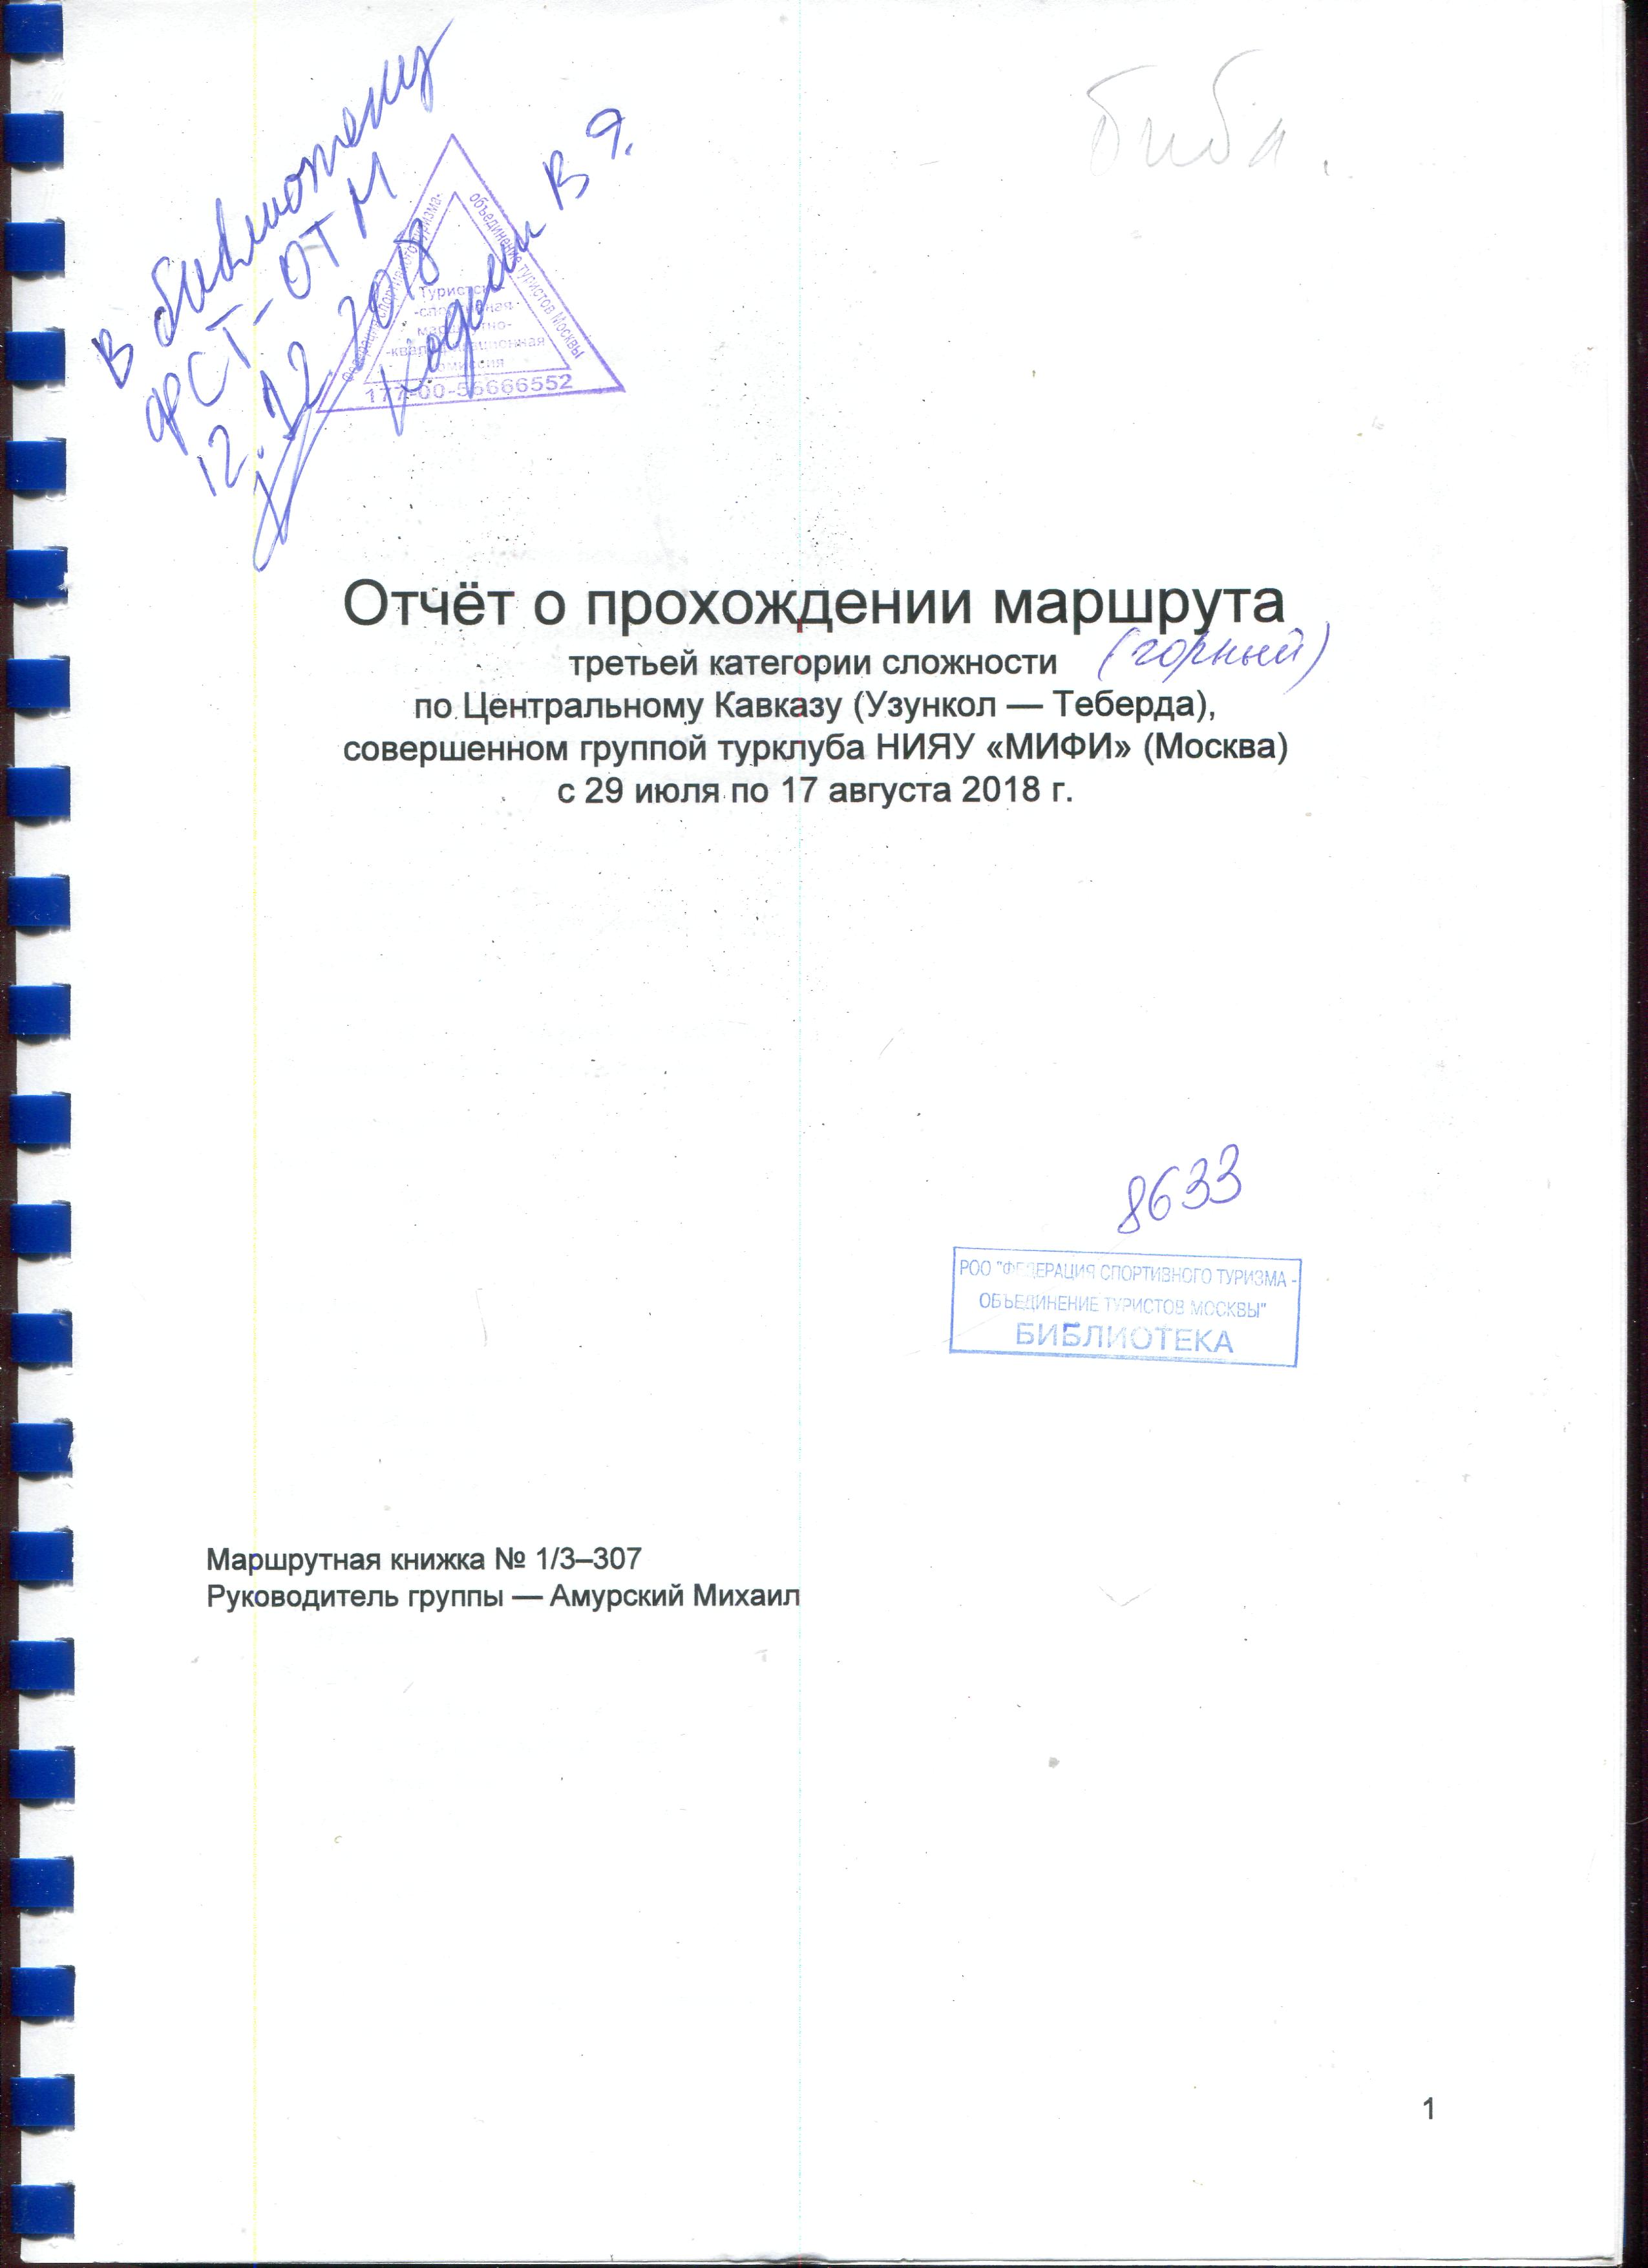 В библиотеку
ФСТ-ОТМ
12.12.2018
В Я.
биба.
Федерация спортивного туризма-
объединение туристов Москвы
Туристско-
-спортивная-
маршрутно-
-квалификационная
комиссия
177-00-56666552
Отчёт о прохождении маршрута
(горный)
третьей категории сложности
по Центральному Кавказу (Узункол — Теберда),
совершенном группой турклуба НИЯУ «МИФИ» (Москва)
с 29 июля по 17 августа 2018 г.
8633
РОО "ФЕДЕРАЦИЯ СПОРТИВНОГО ТУРИЗМА -
ОБЪЕДИНЕНИЕ ТУРИСТОВ МОСКВЫ"
БИБЛИОТЕКА
Маршрутная книжка № 1/3–307
Руководитель группы — Амурский Михаил
1